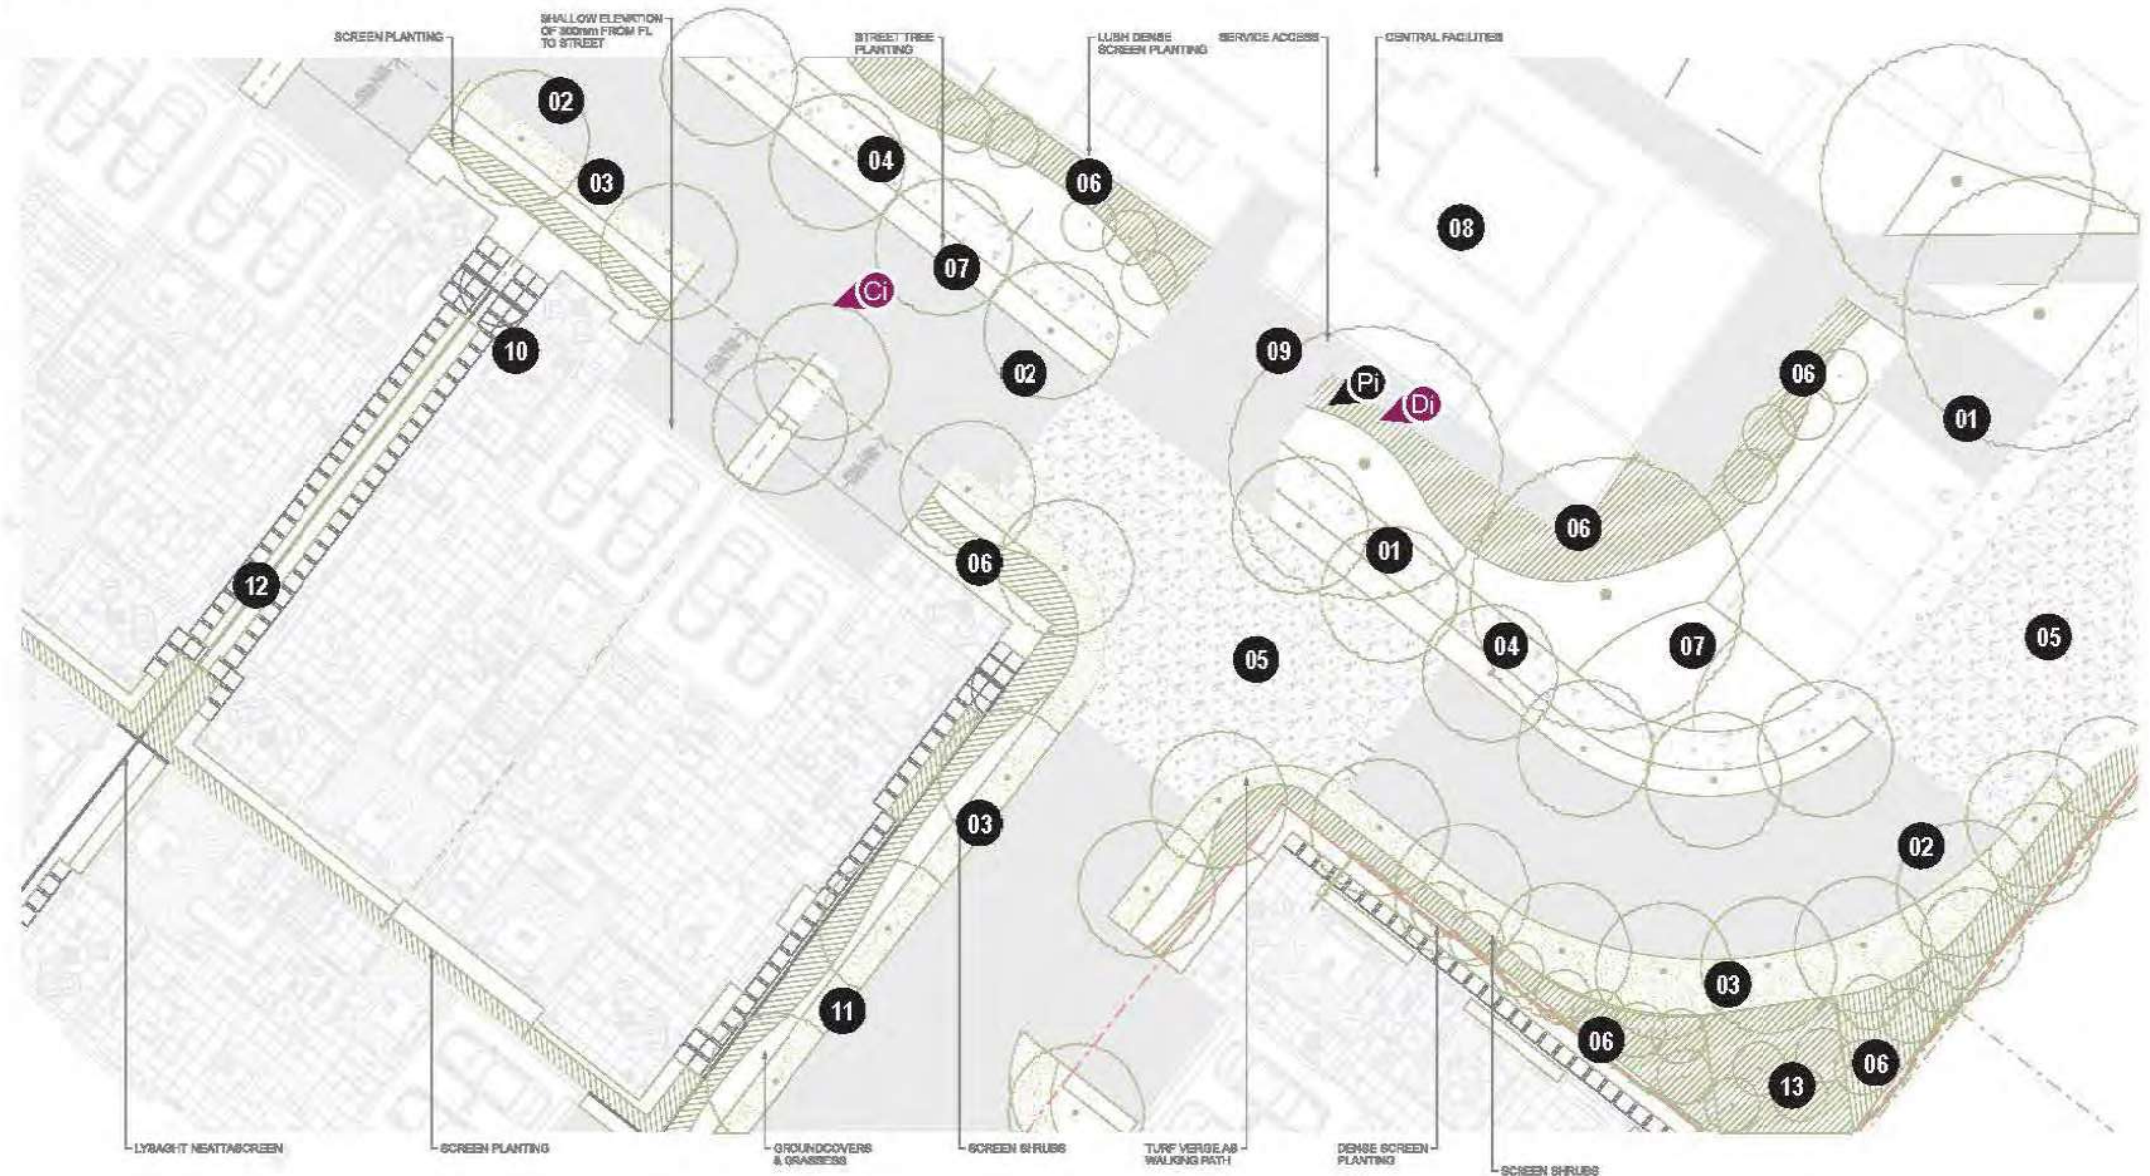 SCREEN PLANTING
SHALLOW ELEVATION
OF 300mm FROM FL
TO STREET
STREET TREE
PLANTING
LUSH DENSE
SCREEN PLANTING
SERVICE ACCESS
CENTRAL FACILITIES
02
03
04
06
08
07
Ci
10
02
09
Pi
Di
06
01
12
06
01
06
04
07
05
05
03
02
11
03
06
06
13
LYSAGHT NEATTASCREEN
SCREEN PLANTING
GROUNDCOVERS
& GRASSESS
SCREEN SHRUBS
TURF VERGE AS
WALKING PATH
DENSE SCREEN
PLANTING
SCREEN SHRUBS